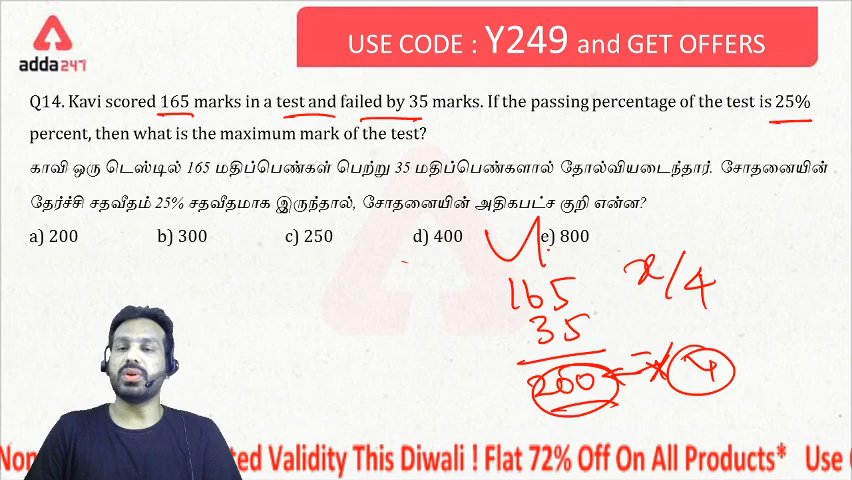 USE CODE : Y249 and GET OFFERS
adda247
Q14. Kavi scored 165 marks in a test and failed by 35 marks. If the passing percentage of the test is 25%
percent, then what is the maximum mark of the test?
காவி ஒரு டெஸ்டில் 165 மதிப்பெண்கள் பெற்று 35 மதிப்பெண்களால் தோல்வியடைந்தார். சோதனையின்
தேர்ச்சி சதவீதம் 25% சதவீதமாக இருந்தால், சோதனையின் அதிகபட்ச குறி என்ன?
a) 200 b) 300 c) 250 d) 400 e) 800
x/4
165
35
200
ted Validity This Diwali ! Flat 72% Off On All Products* Use